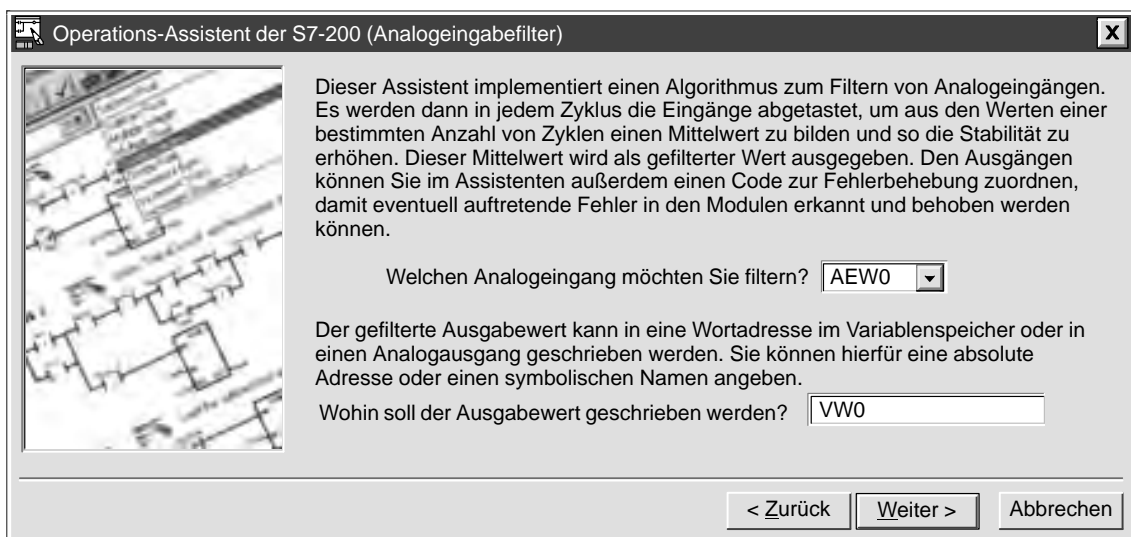 Operations-Assistent der S7-200 (Analogeingabefilter)
Dieser Assistent implementiert einen Algorithmus zum Filtern von Analogeingängen.
Es werden dann in jedem Zyklus die Eingänge abgetastet, um aus den Werten einer
bestimmten Anzahl von Zyklen einen Mittelwert zu bilden und so die Stabilität zu
erhöhen. Dieser Mittelwert wird als gefilterter Wert ausgegeben. Den Ausgängen
können Sie im Assistenten außerdem einen Code zur Fehlerbehebung zuordnen,
damit eventuell auftretende Fehler in den Modulen erkannt und behoben werden
können.
Welchen Analogeingang möchten Sie filtern? AEW0
Der gefilterte Ausgabewert kann in eine Wortadresse im Variablenspeicher oder in
einen Analogausgang geschrieben werden. Sie können hierfür eine absolute
Adresse oder einen symbolischen Namen angeben.
Wohin soll der Ausgabewert geschrieben werden? VW0
< Zurück Weiter > Abbrechen